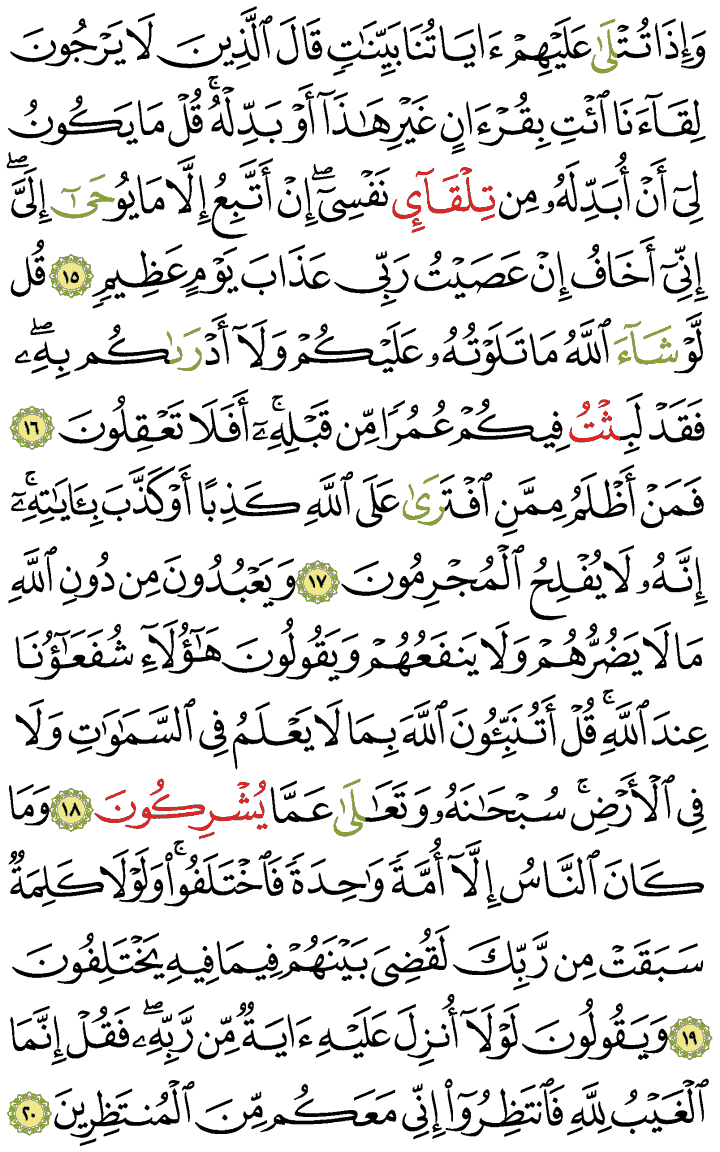 وَإِذَا تُتْلَىٰ عَلَيْهِمْ ءَايَاتُنَا بَيِّنَٰتٍۙ قَالَ ٱلَّذِينَ لَا يَرْجُونَ
لِقَآءَنَا ٱئْتِ بِقُرْءَانٍ غَيْرِ هَٰذَآ أَوْ بَدِّلْهُۚ قُلْ مَا يَكُونُ
لِىٓ أَنْ أُبَدِّلَهُۥ مِن تِلْقَآئِ نَفْسِىٓۖ إِنْ أَتَّبِعُ إِلَّا مَا يُوحَىٰٓ إِلَىَّۖ
إِنِّىٓ أَخَافُ إِنْ عَصَيْتُ رَبِّى عَذَابَ يَوْمٍ عَظِيمٍ ١٥ قُل
لَّوْ شَآءَ ٱللَّهُ مَا تَلَوْتُهُۥ عَلَيْكُمْ وَلَآ أَدْرَىٰكُم بِهِۦۖ
فَقَدْ لَبِثْتُ فِيكُمْ عُمُرًا مِّن قَبْلِهِۦٓۚ أَفَلَا تَعْقِلُونَ ١٦
فَمَنْ أَظْلَمُ مِمَّنِ ٱفْتَرَىٰ عَلَى ٱللَّهِ كَذِبًا أَوْ كَذَّبَ بِـَٔايَٰتِهِۦٓۚ
إِنَّهُۥ لَا يُفْلِحُ ٱلْمُجْرِمُونَ ١٧ وَيَعْبُدُونَ مِن دُونِ ٱللَّهِ
مَا لَا يَضُرُّهُمْ وَلَا يَنفَعُهُمْ وَيَقُولُونَ هَٰٓؤُلَآءِ شُفَعَٰٓؤُنَا
عِندَ ٱللَّهِۚ قُلْ أَتُنَبِّـُٔونَ ٱللَّهَ بِمَا لَا يَعْلَمُ فِى ٱلسَّمَٰوَٰتِ وَلَا
فِى ٱلْأَرْضِۚ سُبْحَٰنَهُۥ وَتَعَٰلَىٰ عَمَّا يُشْرِكُونَ ١٨ وَمَا
كَانَ ٱلنَّاسُ إِلَّآ أُمَّةً وَٰحِدَةً فَٱخْتَلَفُوا۟ۚ وَلَوْلَا كَلِمَةٌ
سَبَقَتْ مِن رَّبِّكَ لَقُضِىَ بَيْنَهُمْ فِيمَا فِيهِ يَخْتَلِفُونَ
١٩ وَيَقُولُونَ لَوْلَآ أُنزِلَ عَلَيْهِ ءَايَةٌ مِّن رَّبِّهِۦۖ فَقُلْ إِنَّمَا
ٱلْغَيْبُ لِلَّهِ فَٱنتَظِرُوٓا۟ إِنِّى مَعَكُم مِّنَ ٱلْمُنتَظِرِينَ ٢٠